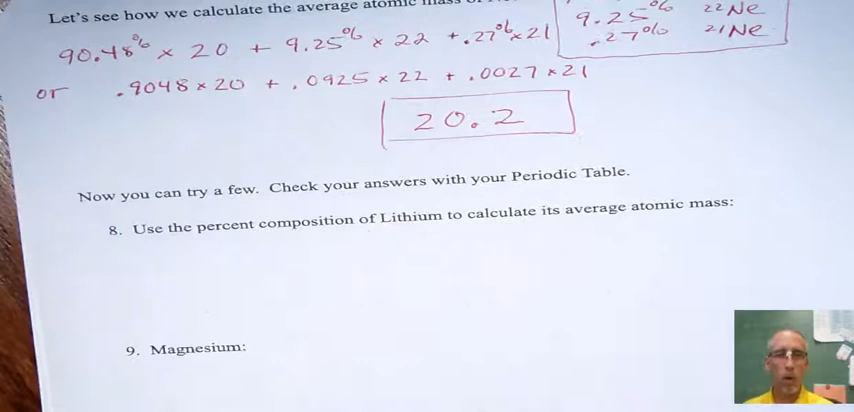 Let's see how we calculate the average atomic mass of
9.25% 22Ne
.27% 21Ne
90.48% × 20 + 9.25% × 22 + .27% × 21
or .9048 × 20 + .0925 × 22 + .0027 × 21
20.2
Now you can try a few. Check your answers with your Periodic Table.
8. Use the percent composition of Lithium to calculate its average atomic mass:
9. Magnesium: